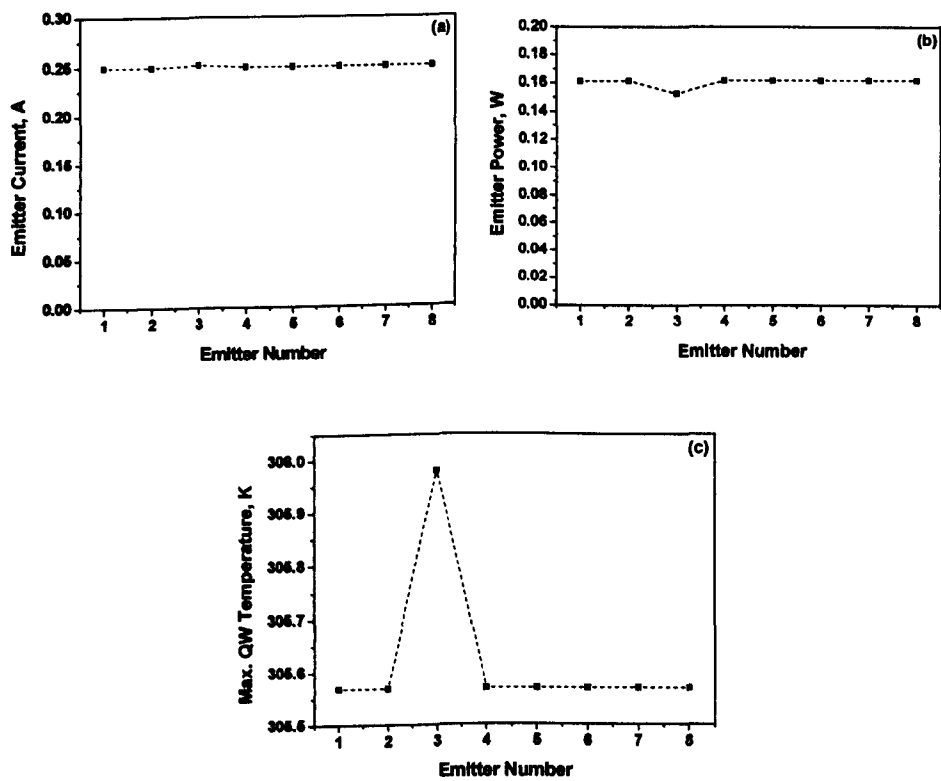 (a)
Emitter Current, A
0.30
0.25
0.20
0.15
0.10
0.05
0.00
1 2 3 4 5 6 7 8
Emitter Number
(b)
Emitter Power, W
0.20
0.18
0.16
0.14
0.12
0.10
0.08
0.06
0.04
0.02
0.00
1 2 3 4 5 6 7 8
Emitter Number
(c)
Max. QW Temperature, K
306.0
305.9
305.8
305.7
305.6
305.5
1 2 3 4 5 6 7 8
Emitter Number